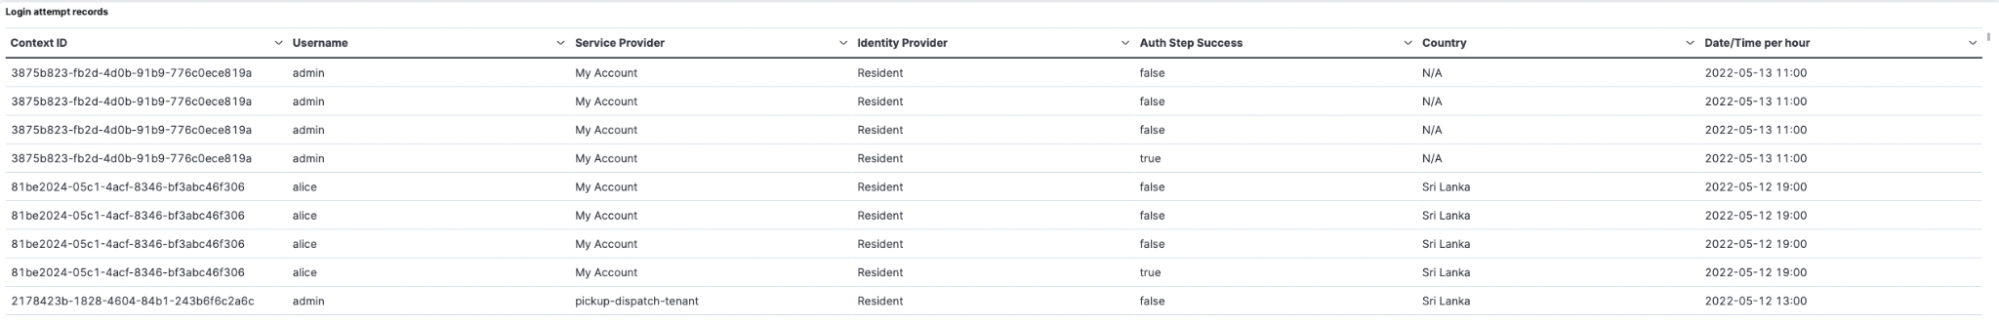 Login attempt records
Context ID Username Service Provider Identity Provider Auth Step Success Country Date/Time per hour
3875b823-fb2d-4d0b-91b9-776c0ece819a admin My Account Resident false N/A 2022-05-13 11:00
3875b823-fb2d-4d0b-91b9-776c0ece819a admin My Account Resident false N/A 2022-05-13 11:00
3875b823-fb2d-4d0b-91b9-776c0ece819a admin My Account Resident false N/A 2022-05-13 11:00
3875b823-fb2d-4d0b-91b9-776c0ece819a admin My Account Resident true N/A 2022-05-13 11:00
81be2024-05c1-4acf-8346-bf3abc46f306 alice My Account Resident false Sri Lanka 2022-05-12 19:00
81be2024-05c1-4acf-8346-bf3abc46f306 alice My Account Resident false Sri Lanka 2022-05-12 19:00
81be2024-05c1-4acf-8346-bf3abc46f306 alice My Account Resident false Sri Lanka 2022-05-12 19:00
81be2024-05c1-4acf-8346-bf3abc46f306 alice My Account Resident true Sri Lanka 2022-05-12 19:00
2178423b-1828-4604-84b1-243b6f6c2a6c admin pickup-dispatch-tenant Resident false Sri Lanka 2022-05-12 13:00